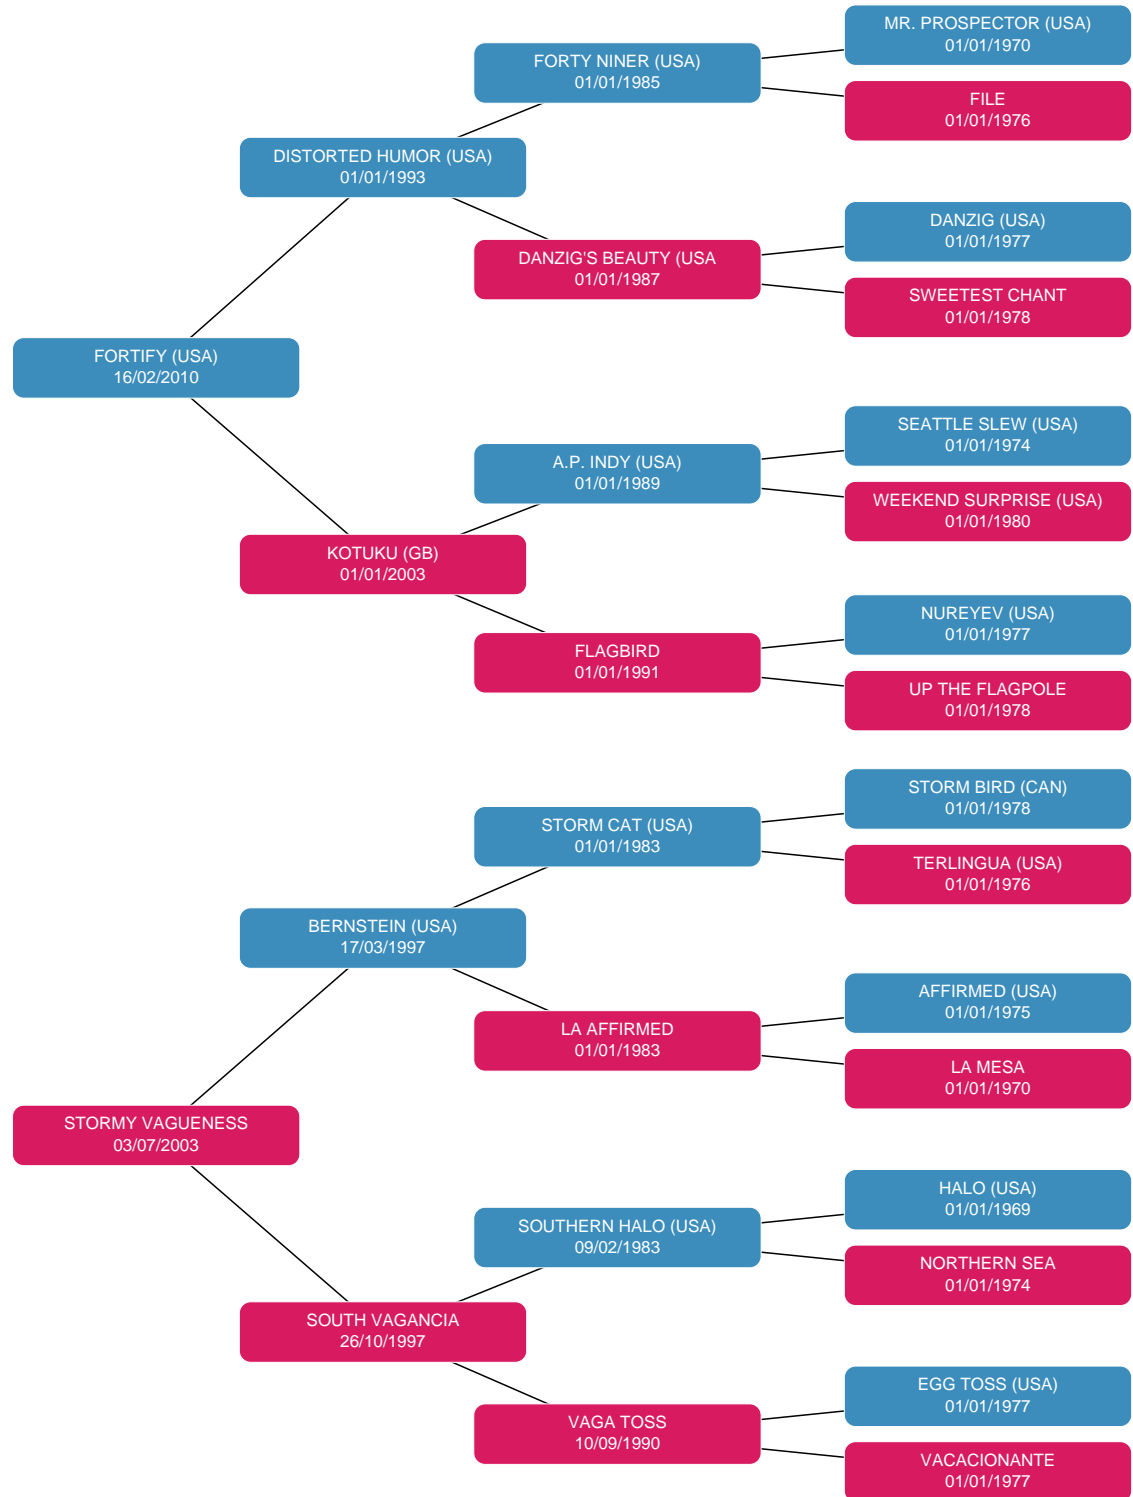 MR. PROSPECTOR (USA)
01/01/1970
FORTY NINER (USA)
01/01/1985
FILE
01/01/1976
DISTORTED HUMOR (USA)
01/01/1993
DANZIG (USA)
01/01/1977
DANZIG'S BEAUTY (USA
01/01/1987
SWEETEST CHANT
01/01/1978
FORTIFY (USA)
16/02/2010
SEATTLE SLEW (USA)
01/01/1974
A.P. INDY (USA)
01/01/1989
WEEKEND SURPRISE (USA)
01/01/1980
KOTUKU (GB)
01/01/2003
NUREYEV (USA)
01/01/1977
FLAGBIRD
01/01/1991
UP THE FLAGPOLE
01/01/1978
STORM BIRD (CAN)
01/01/1978
STORM CAT (USA)
01/01/1983
TERLINGUA (USA)
01/01/1976
BERNSTEIN (USA)
17/03/1997
AFFIRMED (USA)
01/01/1975
LA AFFIRMED
01/01/1983
LA MESA
01/01/1970
STORMY VAGUENESS
03/07/2003
HALO (USA)
01/01/1969
SOUTHERN HALO (USA)
09/02/1983
NORTHERN SEA
01/01/1974
SOUTH VAGANCIA
26/10/1997
EGG TOSS (USA)
01/01/1977
VAGA TOSS
10/09/1990
VACACIONANTE
01/01/1977